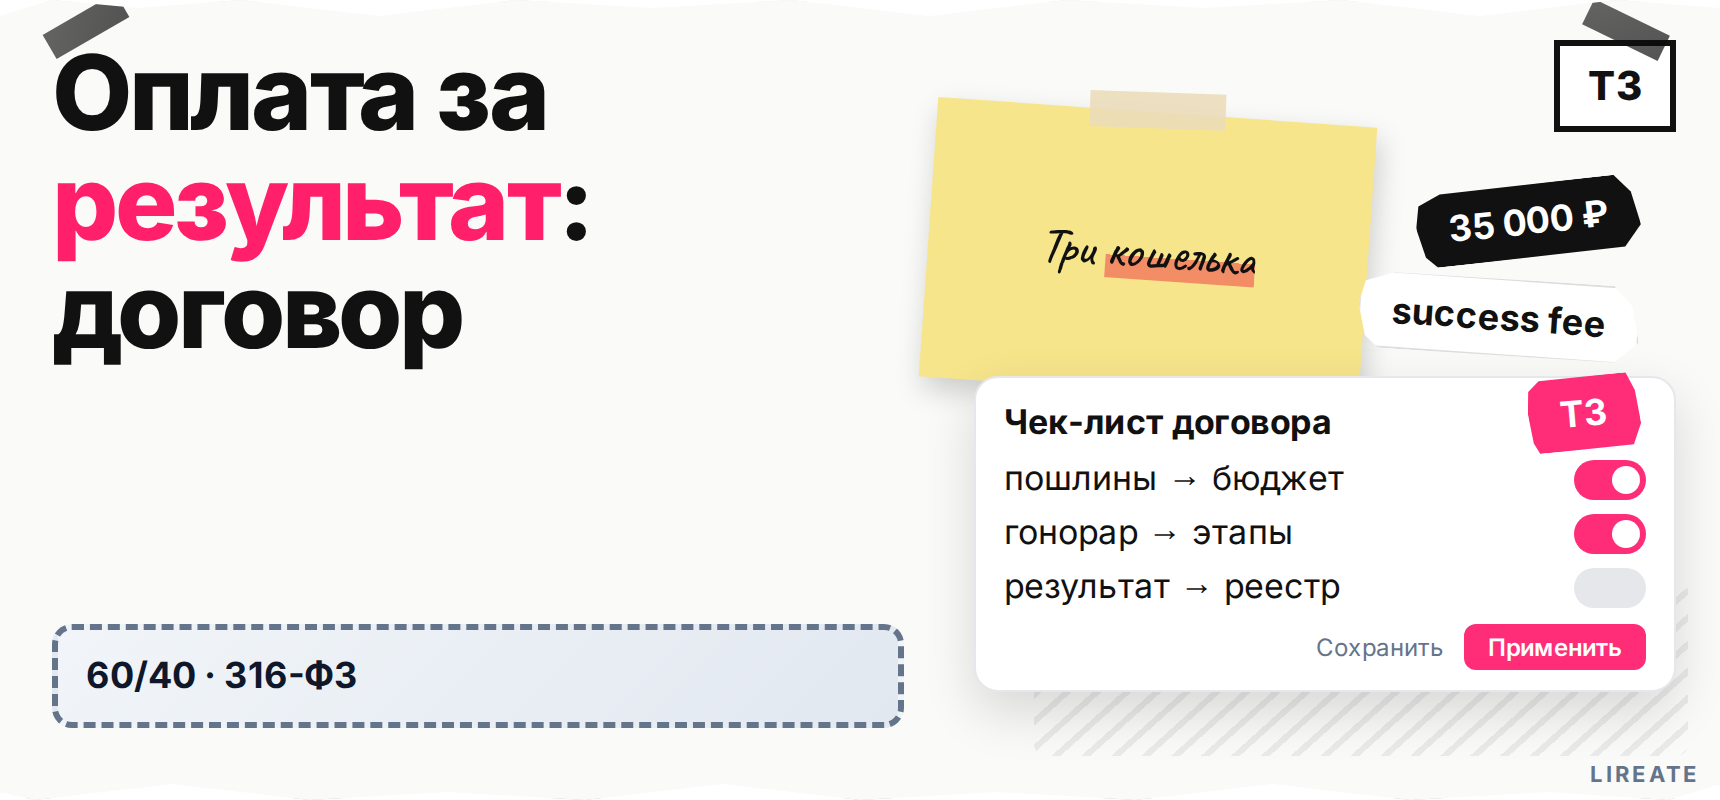 Оплата за
результат:
договор
ТЗ
Три кошелька
35 000 ₽
success fee
ТЗ
Чек-лист договора
пошлины → бюджет
гонорар → этапы
результат → реестр
Сохранить
Применить
60/40 · 316-ФЗ
LIREATE